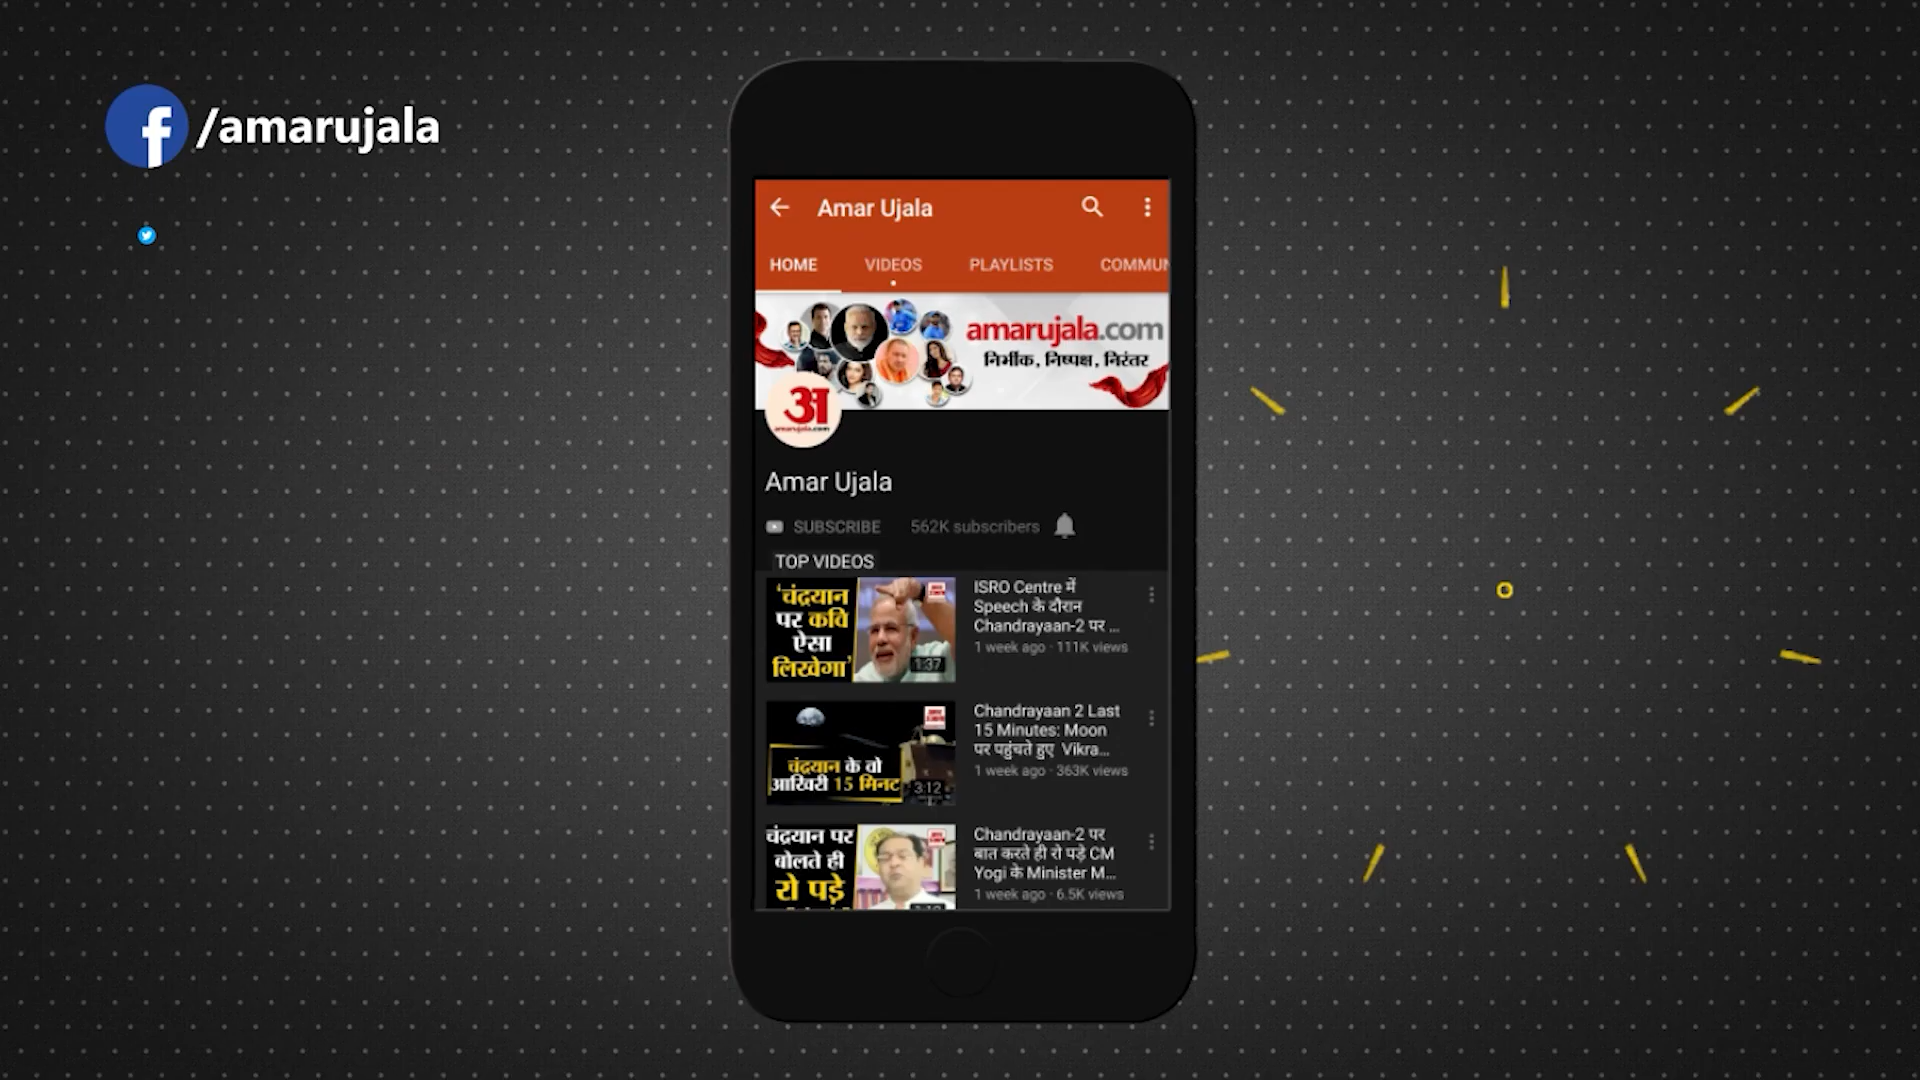 /amarujala
Amar Ujala
HOME VIDEOS PLAYLISTS COMMUN
amarujala.com
निर्भीक, निष्पक्ष, निरंतर
अ
amarujala.com
Amar Ujala
SUBSCRIBE 562K subscribers
TOP VIDEOS
‘चंद्रयान
पर कवि
ऐसा
लिखेगा’
1:37
ISRO Centre में
Speech के दौरान
Chandrayaan-2 पर ...
1 week ago · 111K views
चंद्रयान के वो
आखिरी 15 मिनट
3:12
Chandrayaan 2 Last
15 Minutes: Moon
पर पहुंचते हुए Vikra...
1 week ago · 363K views
चंद्रयान पर
बोलते ही
रो पड़े
Chandrayaan-2 पर
बात करते ही रो पड़े CM
Yogi के Minister M...
1 week ago · 6.5K views